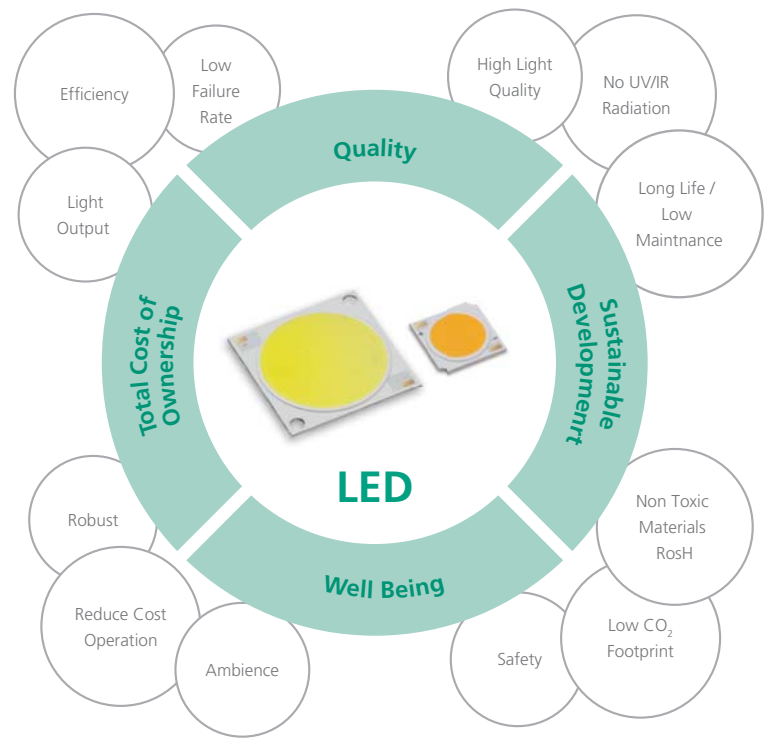 Efficiency
Low
Failure
Rate
Light
Output
High Light
Quality
No UV/IR
Radiation
Long Life /
Low
Maintnance
Quality
Total Cost of
Ownership
Sustainable
Developmenrt
LED
Well Being
Robust
Reduce Cost
Operation
Ambience
Non Toxic
Materials
RosH
Low CO₂
Footprint
Safety